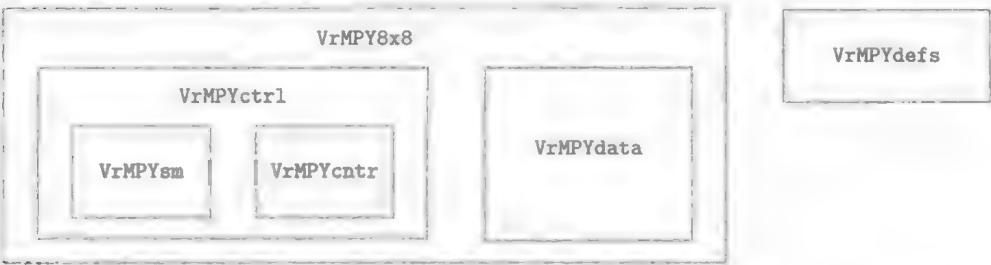 VrMPY8x8
VrMPYdefs
VrMPYctrl
VrMPYdata
VrMPYsm
VrMPYcntr